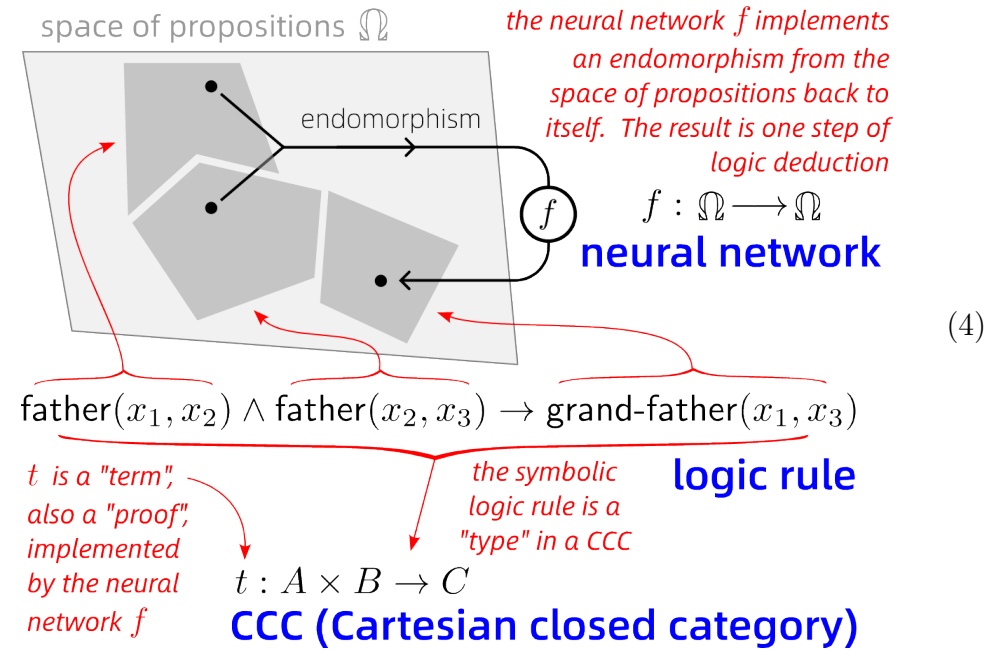 space of propositions Ω
the neural network f implements
an endomorphism from the
space of propositions back to
itself. The result is one step of
logic deduction
endomorphism
f
f : Ω ⟶ Ω
neural network
(4)
father(x₁, x₂) ∧ father(x₂, x₃) → grand-father(x₁, x₃)
logic rule
t is a "term",
also a "proof",
implemented
by the neural
network f
the symbolic
logic rule is a
"type" in a CCC
t : A × B → C
CCC (Cartesian closed category)